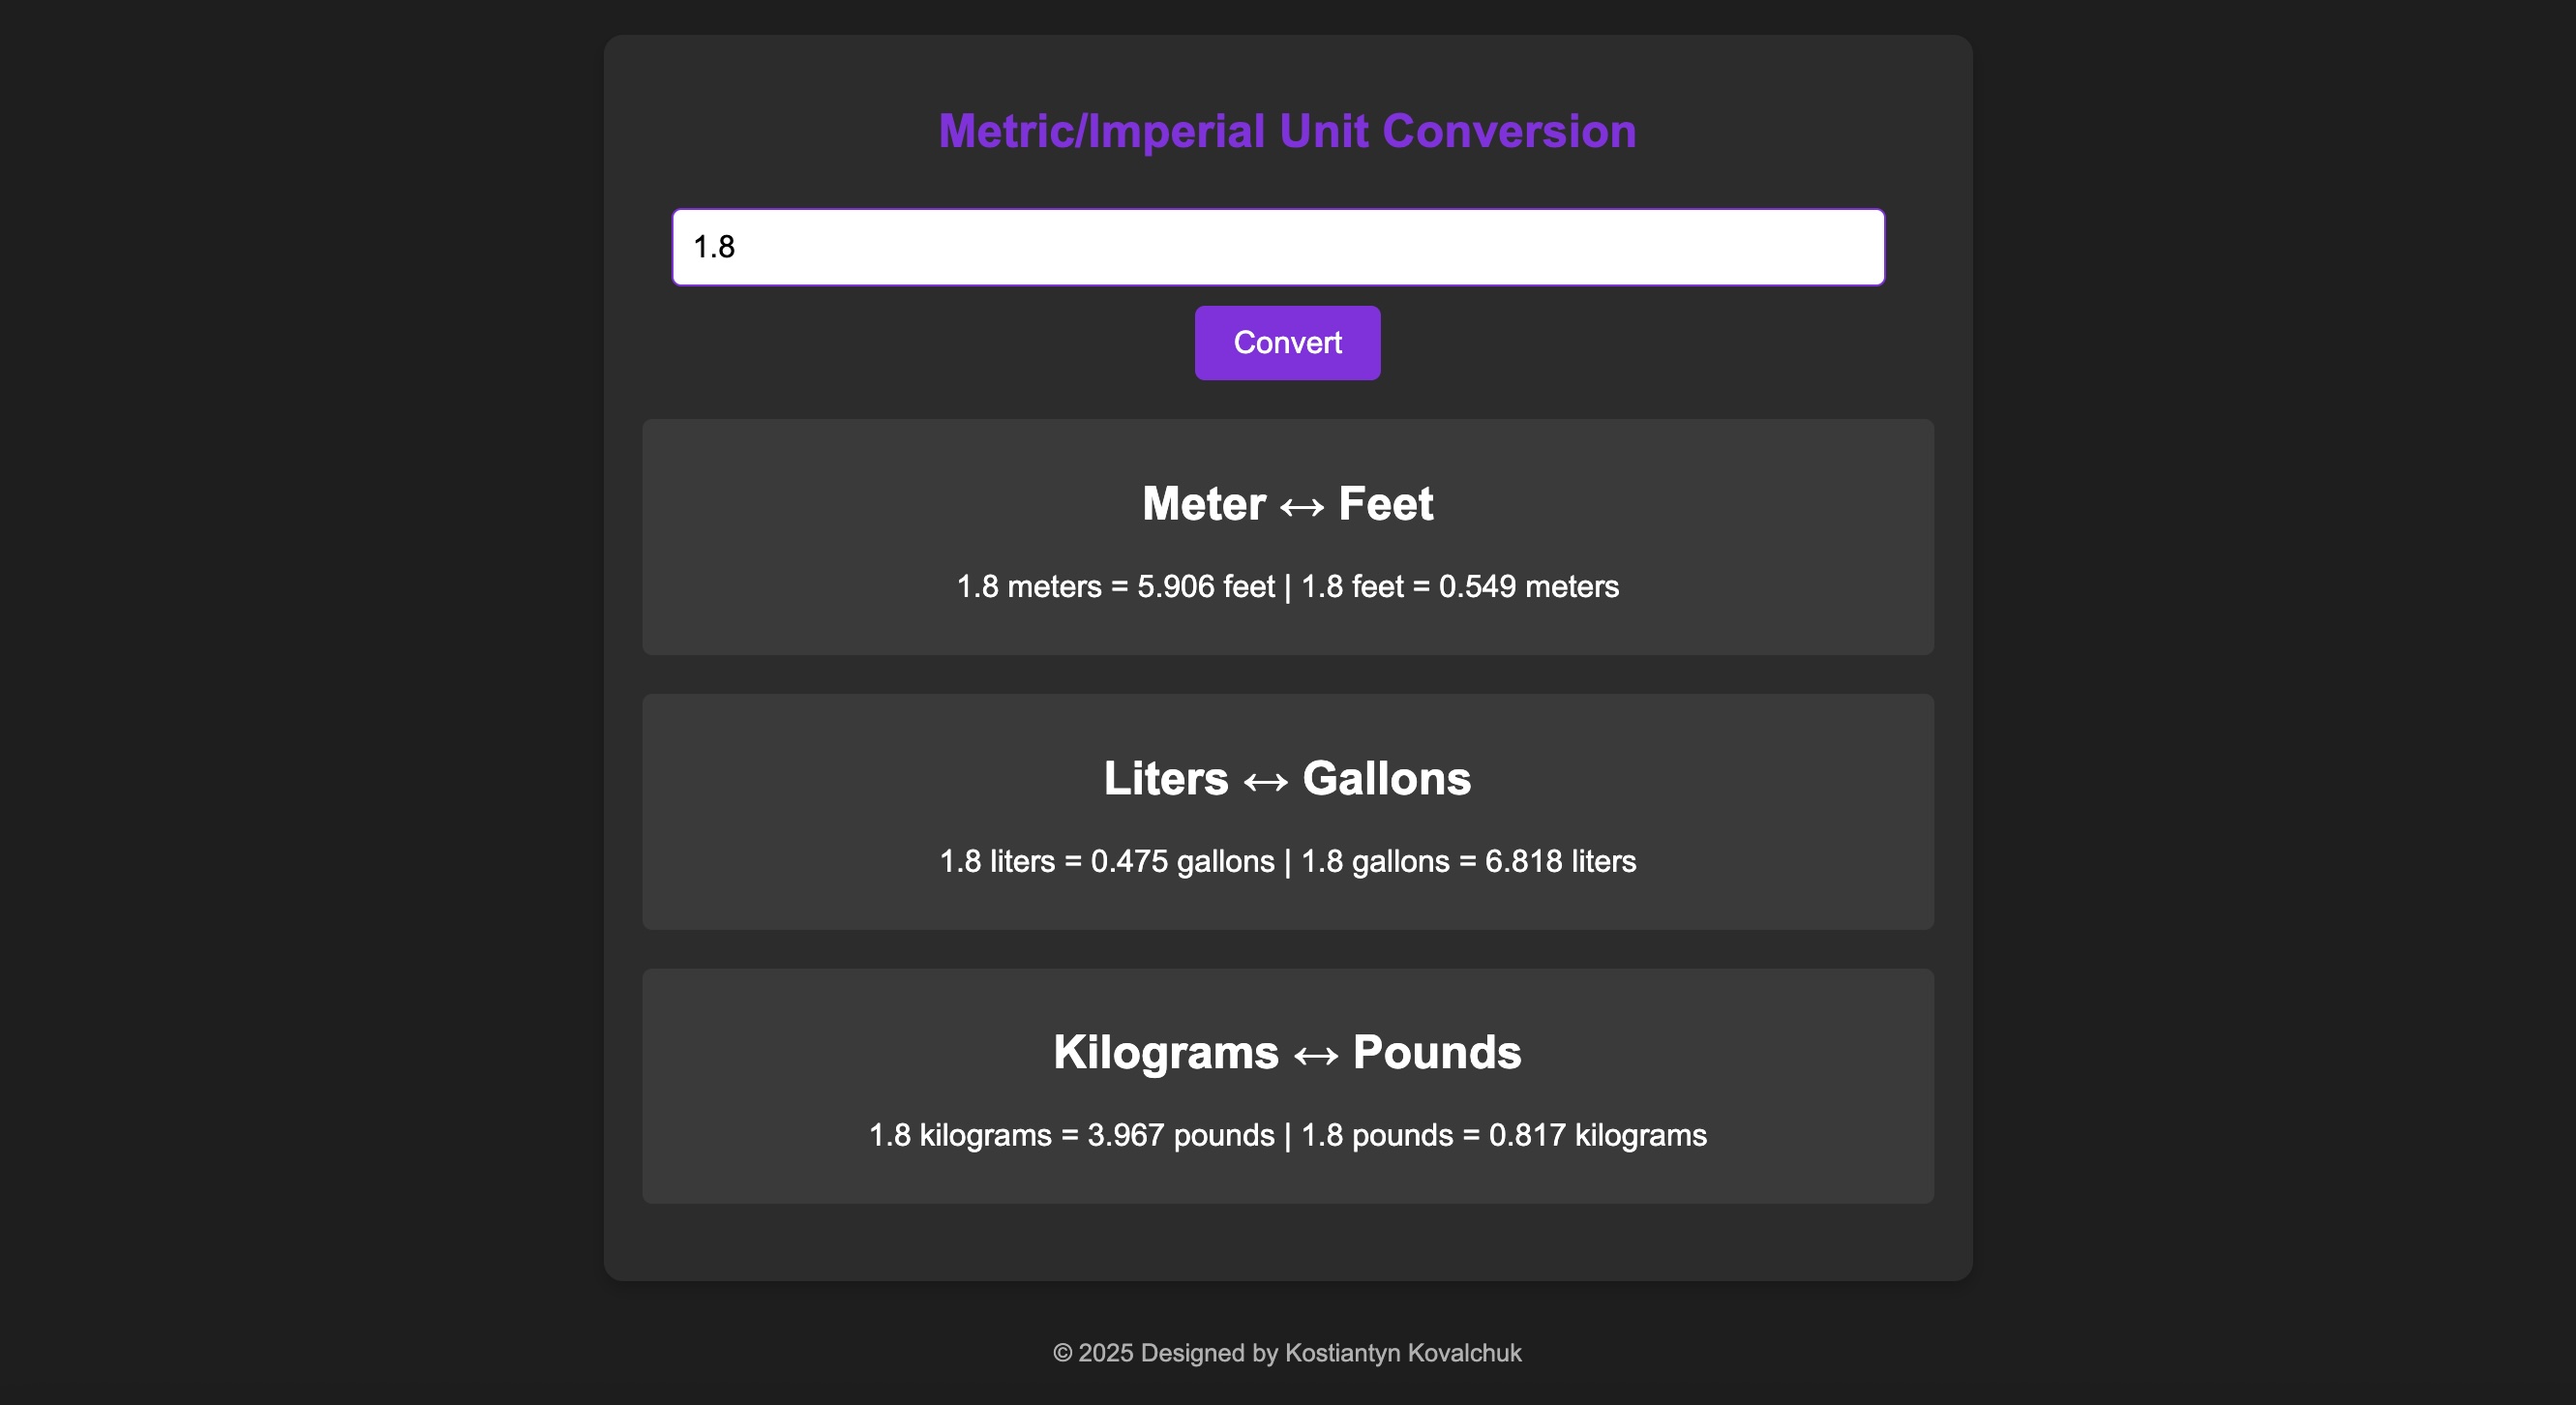 Metric/Imperial Unit Conversion
1.8
Convert
Meter ↔ Feet
1.8 meters = 5.906 feet | 1.8 feet = 0.549 meters
Liters ↔ Gallons
1.8 liters = 0.475 gallons | 1.8 gallons = 6.818 liters
Kilograms ↔ Pounds
1.8 kilograms = 3.967 pounds | 1.8 pounds = 0.817 kilograms
© 2025 Designed by Kostiantyn Kovalchuk